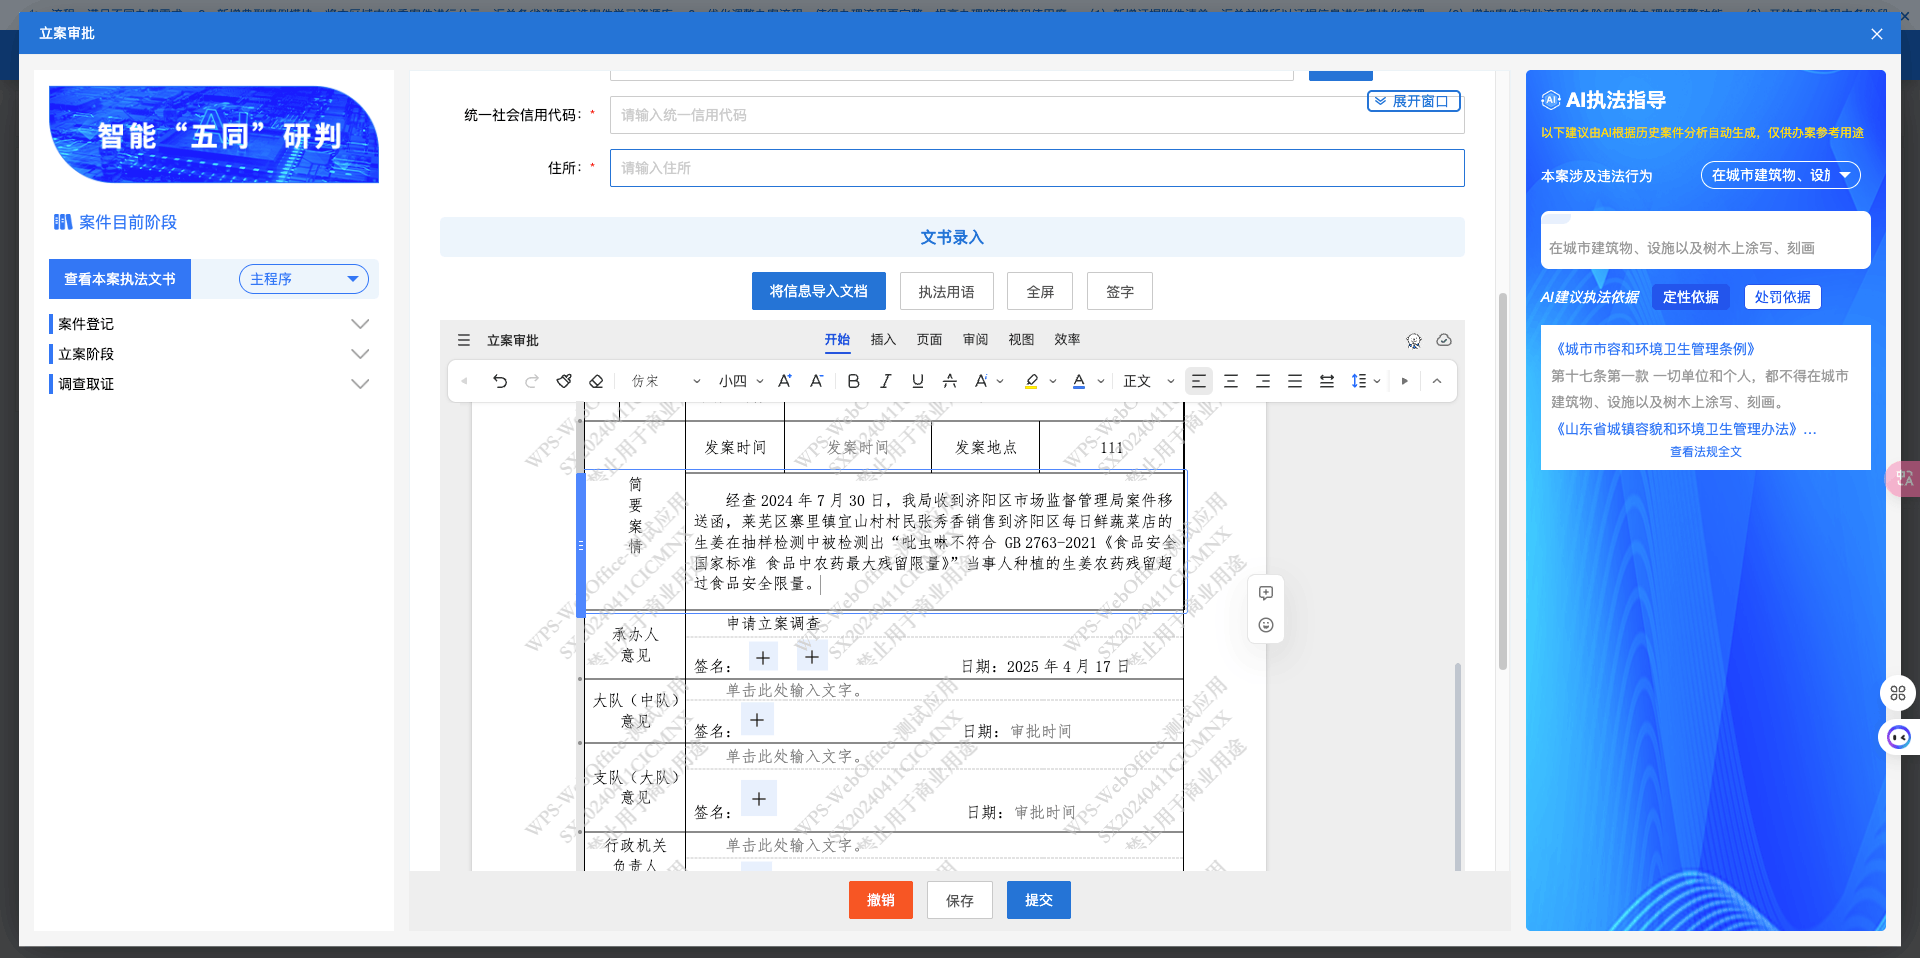 立案审批
智能“五同”研判
案件目前阶段
查看本案执法文书
主程序
案件登记
立案阶段
调查取证
统一社会信用代码： *
请输入统一信用代码
展开窗口
住所： *
请输入住所
文书录入
将信息导入文档
执法用语
全屏
签字
立案审批
开始 插入 页面 审阅 视图 效率
仿宋 小四 正文
发案时间 发案时间 发案地点 111
简要案情
经查 2024 年 7 月 30 日，我局收到济阳区市场监督管理局案件移
送函，莱芜区寨里镇宜山村村民张秀香销售到济阳区每日鲜蔬菜店的
生姜在抽样检测中被检测出“吡虫啉不符合 GB 2763-2021《食品安全
国家标准 食品中农药最大残留限量》”当事人种植的生姜农药残留超
过食品安全限量。
承办人
意见
申请立案调查
签名：
日期：2025 年 4 月 17 日
大队（中队）
意见
单击此处输入文字。
签名：
日期：审批时间
支队（大队）
意见
单击此处输入文字。
签名：
日期：审批时间
行政机关
负责人
单击此处输入文字。
WPS-WebOffice-测试应用
SX20240411CICMNX
禁止用于商业用途
撤销
保存
提交
AI执法指导
以下建议由AI根据历史案件分析自动生成，仅供办案参考用途
本案涉及违法行为
在城市建筑物、设
在城市建筑物、设施以及树木上涂写、刻画
AI建议执法依据
定性依据
处罚依据
《城市市容和环境卫生管理条例》
第十七条第一款 一切单位和个人，都不得在城市
建筑物、设施以及树木上涂写、刻画。
《山东省城镇容貌和环境卫生管理办法》...
查看法规全文